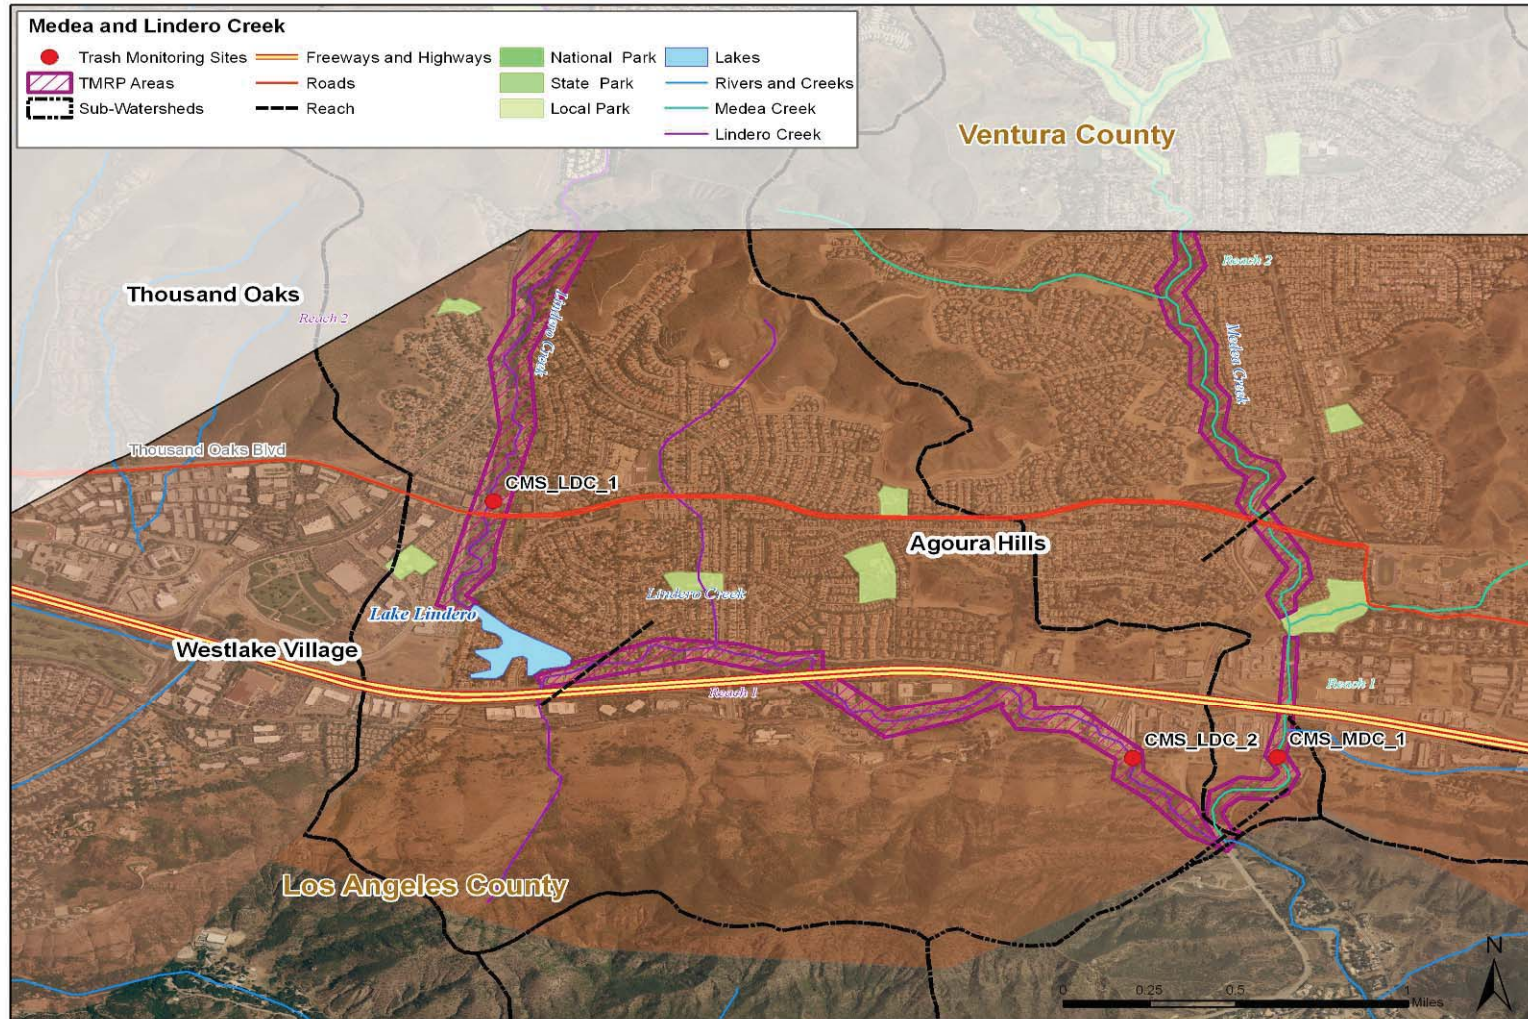 Medea and Lindero Creek
Trash Monitoring Sites
Freeways and Highways
National Park
Lakes
TMRP Areas
Roads
State Park
Rivers and Creeks
Sub-Watersheds
Reach
Local Park
Medea Creek
Lindero Creek
Ventura County
Reach 2
Thousand Oaks
Reach 2
Lindero Creek
Medea Creek
Thousand Oaks Blvd
CMS_LDC_1
Agoura Hills
Lindero Creek
Lake Lindero
Westlake Village
Reach 1
Reach 1
CMS_LDC_2
CMS_MDC_1
Los Angeles County
N
0 0.25 0.5 1
Miles